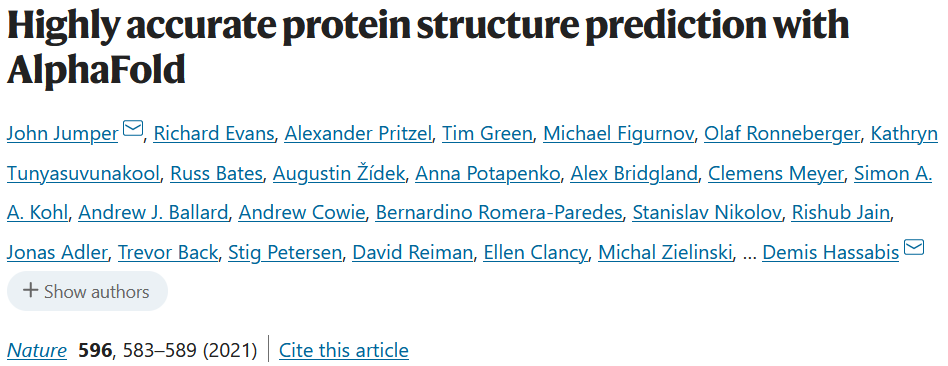 Highly accurate protein structure prediction with
AlphaFold
John Jumper, Richard Evans, Alexander Pritzel, Tim Green, Michael Figurnov, Olaf Ronneberger, Kathryn
Tunyasuvunakool, Russ Bates, Augustin Žídek, Anna Potapenko, Alex Bridgland, Clemens Meyer, Simon A.
A. Kohl, Andrew J. Ballard, Andrew Cowie, Bernardino Romera-Paredes, Stanislav Nikolov, Rishub Jain,
Jonas Adler, Trevor Back, Stig Petersen, David Reiman, Ellen Clancy, Michal Zielinski, … Demis Hassabis
+ Show authors
Nature 596, 583–589 (2021) | Cite this article